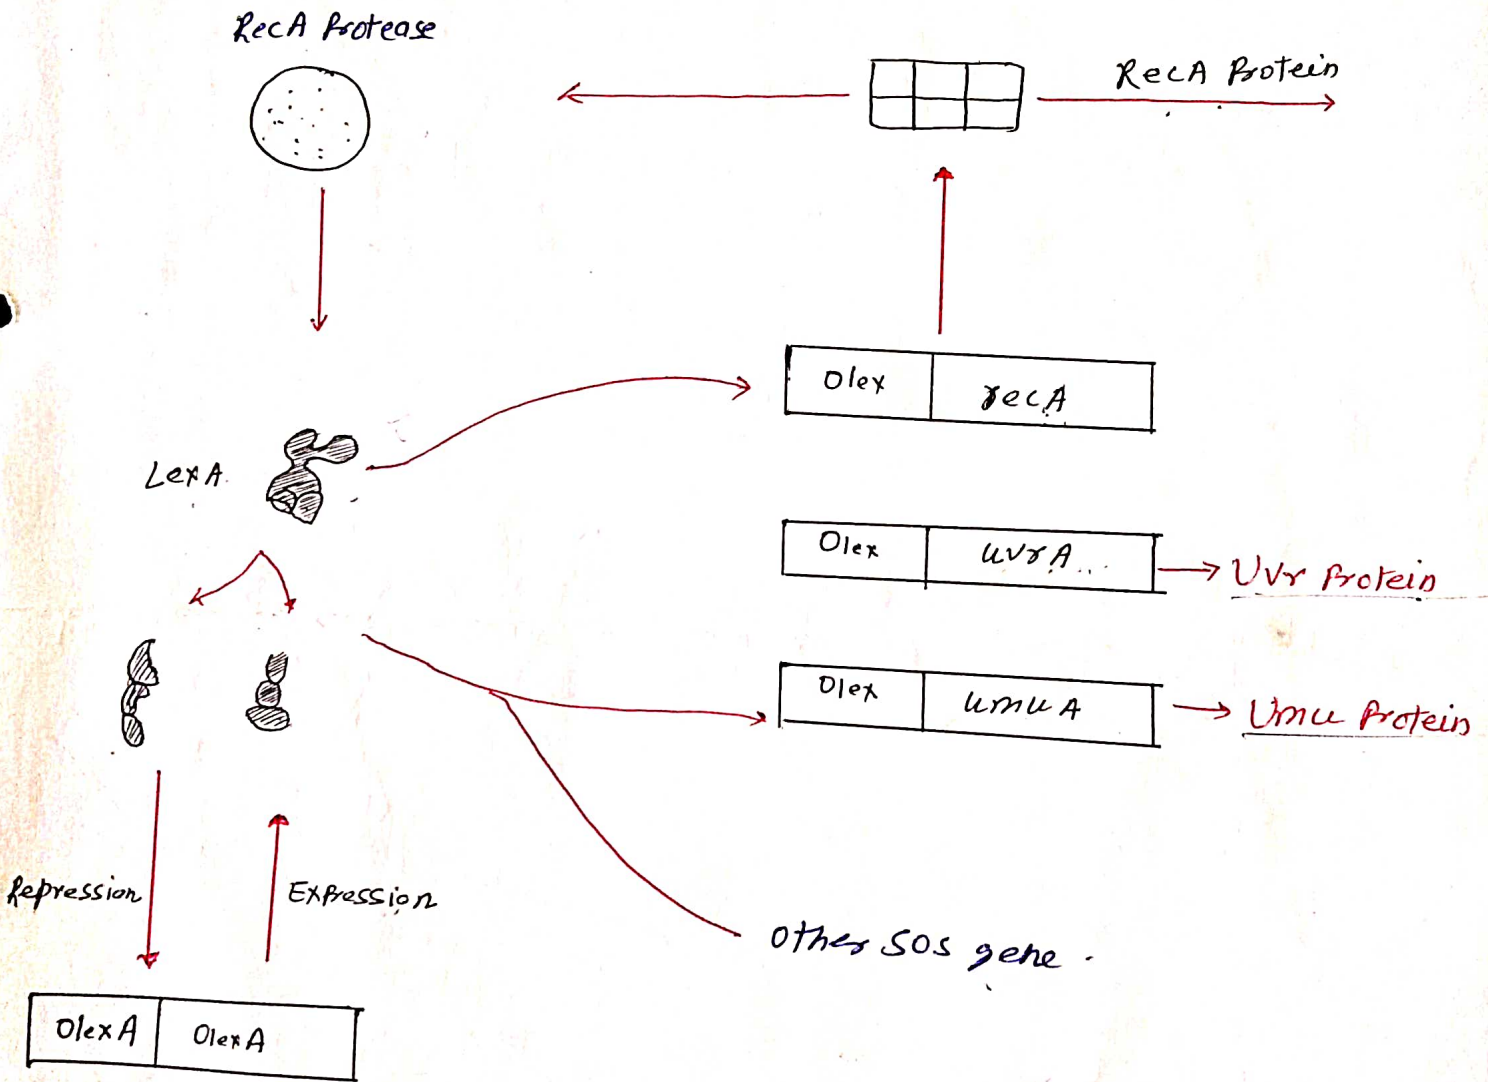 RecA Protease
RecA Protein
Olex recA
LexA
Olex uvrA
Uvr Protein
Olex umuA
Umu Protein
Repression
Expression
Other SOS gene.
OlexA OlexA